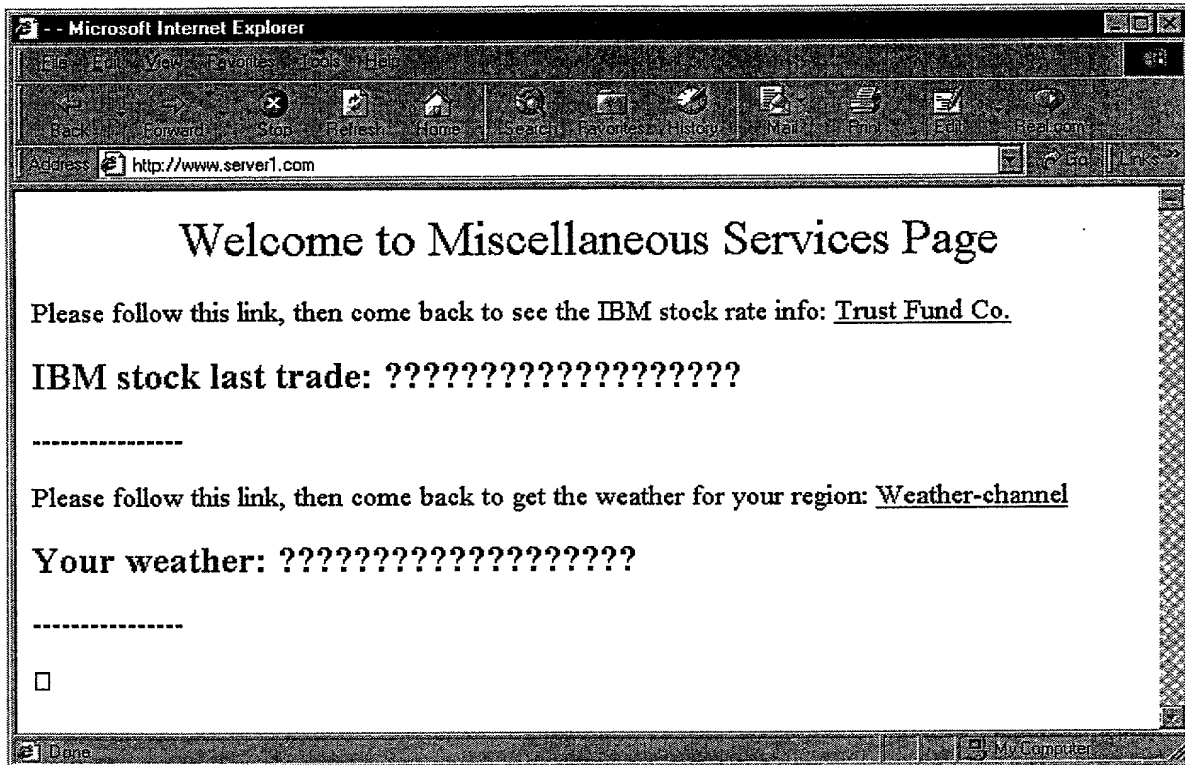 - - Microsoft Internet Explorer
File Edit View Favorites Tools Help
Back Forward Stop Refresh Home Search Favorites History Mail Print Edit Real.com
Address http://www.server1.com Go Links »
Welcome to Miscellaneous Services Page
Please follow this link, then come back to see the IBM stock rate info: Trust Fund Co.
IBM stock last trade: ???????????????????
----------------
Please follow this link, then come back to get the weather for your region: Weather-channel
Your weather: ???????????????????
----------------
Done My Computer